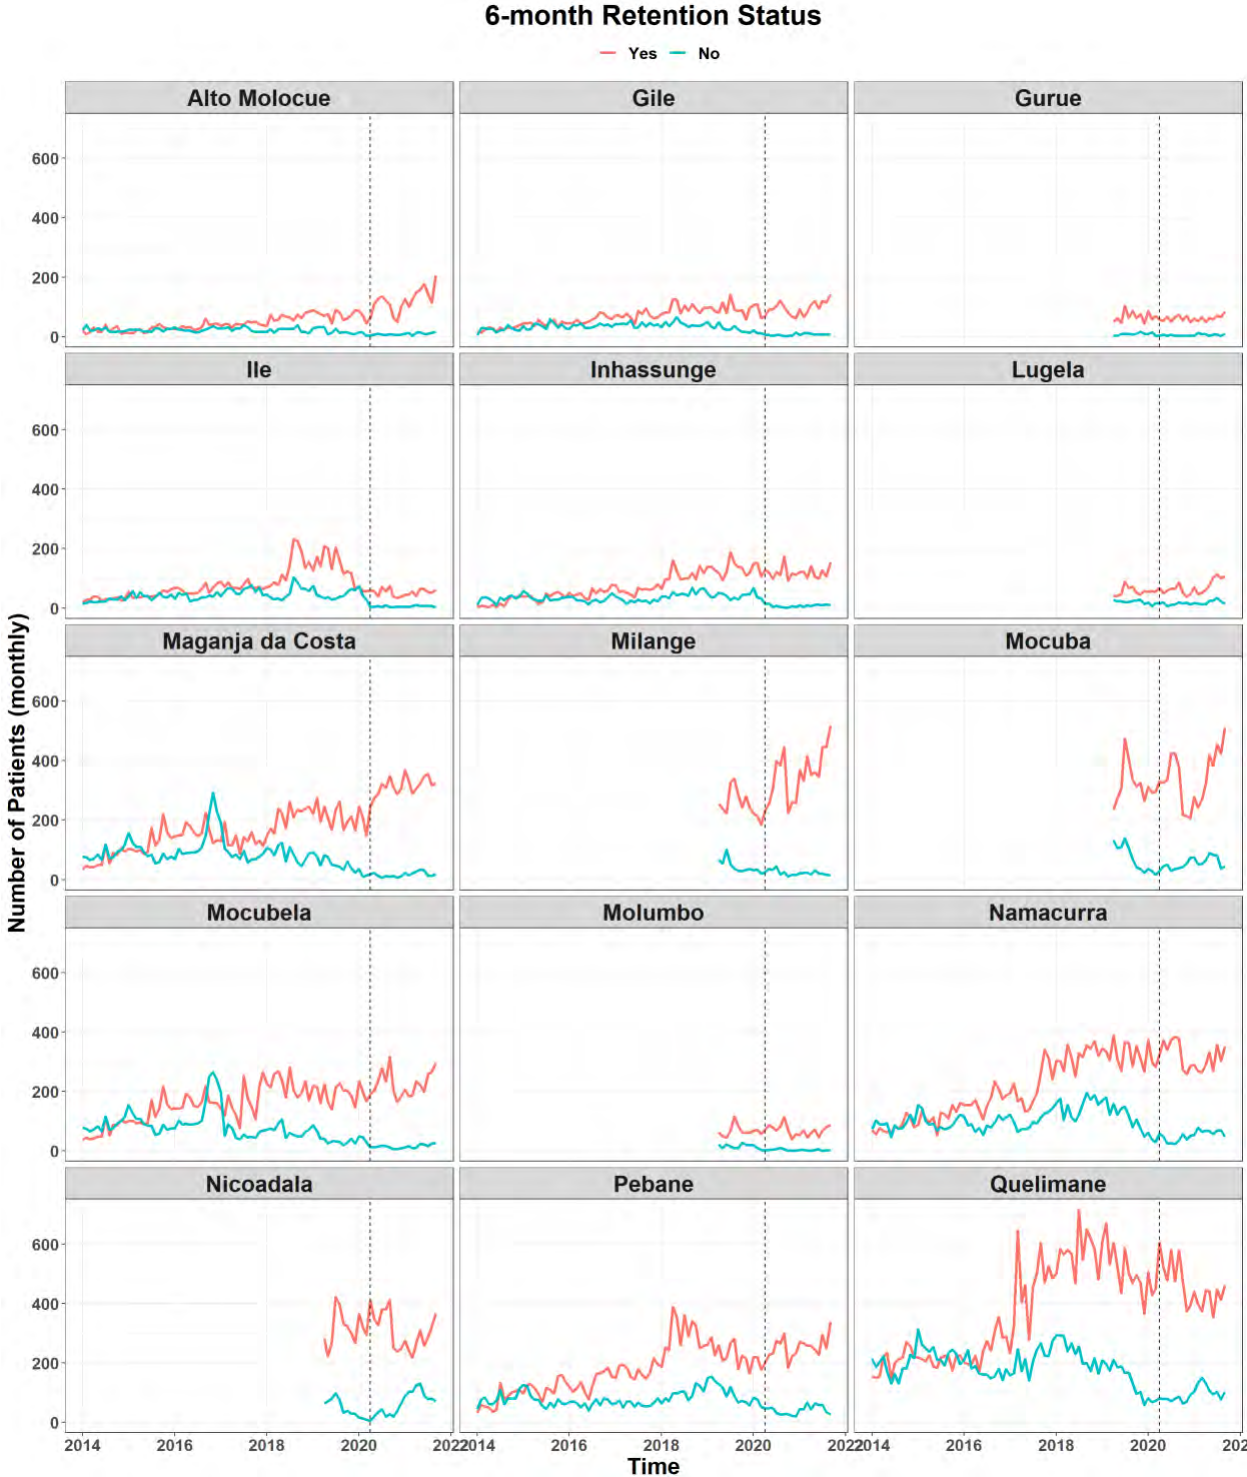 6-month Retention Status
Yes No
Alto Molocue Gile Gurue
600
400
200
0
Ile Inhassunge Lugela
600
400
200
0
Maganja da Costa Milange Mocuba
600
400
200
0
Mocubela Molumbo Namacurra
600
400
200
0
Nicoadala Pebane Quelimane
600
400
200
0
2014 2016 2018 2020 2022 2014 2016 2018 2020 2022 2014 2016 2018 2020 202
Time
Number of Patients (monthly)